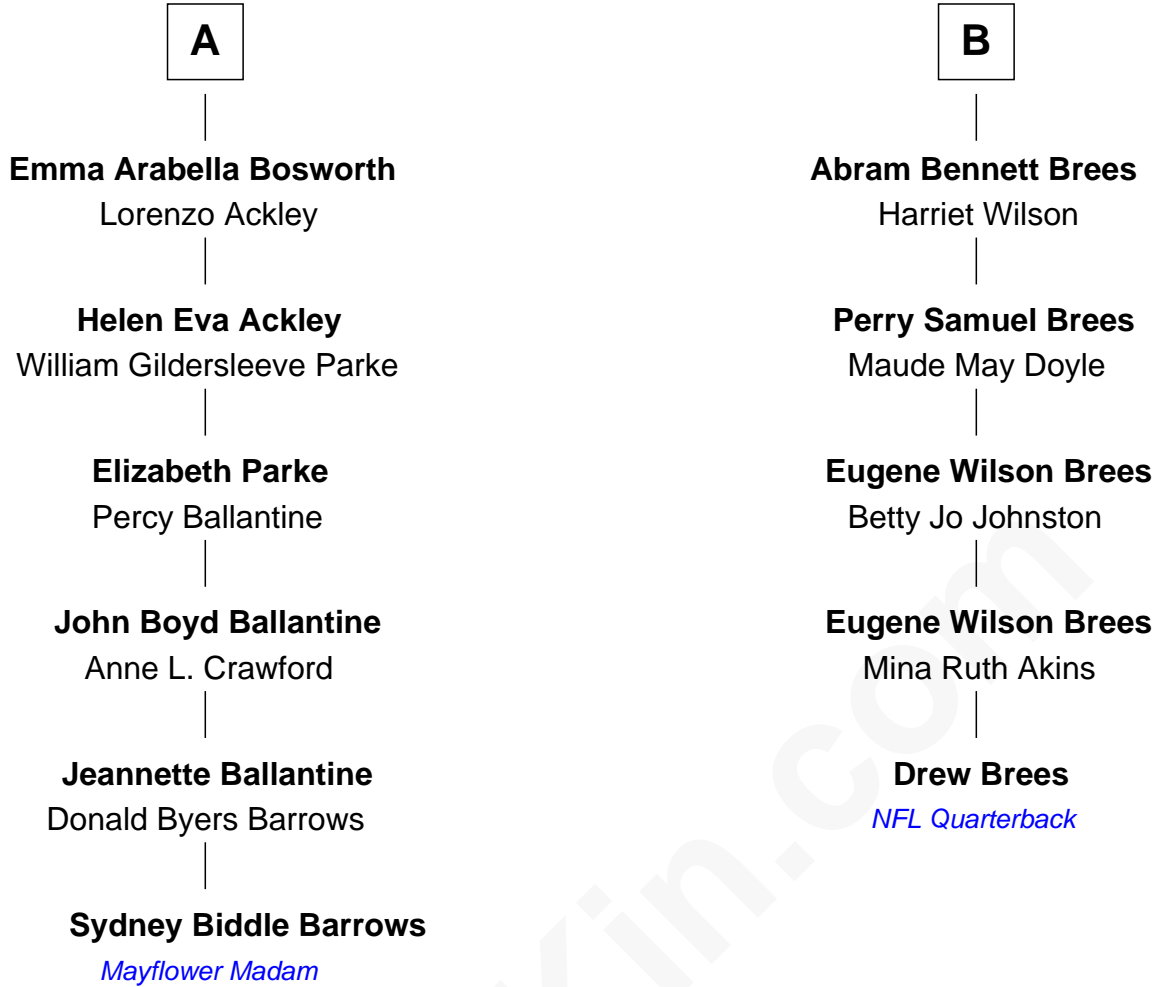 A
Emma Arabella Bosworth
Lorenzo Ackley
Helen Eva Ackley
William Gildersleeve Parke
Elizabeth Parke
Percy Ballantine
John Boyd Ballantine
Anne L. Crawford
Jeannette Ballantine
Donald Byers Barrows
Sydney Biddle Barrows
Mayflower Madam
B
Abram Bennett Brees
Harriet Wilson
Perry Samuel Brees
Maude May Doyle
Eugene Wilson Brees
Betty Jo Johnston
Eugene Wilson Brees
Mina Ruth Akins
Drew Brees
NFL Quarterback
Kin.com